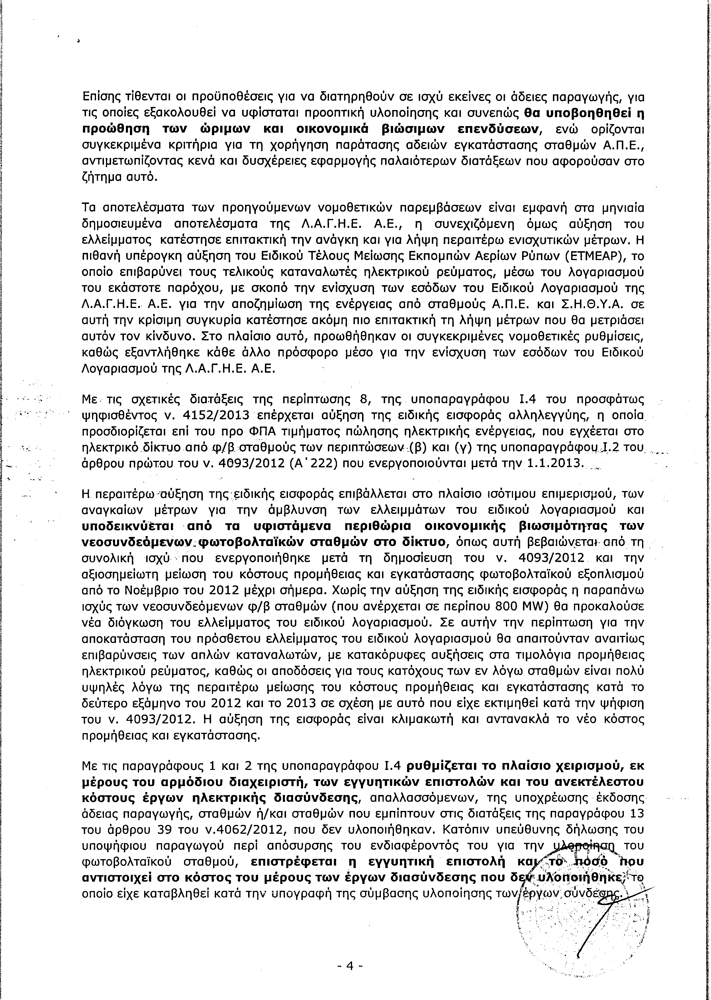 Επίσης τίθενται οι προϋποθέσεις για να διατηρηθούν σε ισχύ εκείνες οι άδειες παραγωγής, για
τις οποίες εξακολουθεί να υφίσταται προοπτική υλοποίησης και συνεπώς θα υποβοηθηθεί η
προώθηση των ώριμων και οικονομικά βιώσιμων επενδύσεων, ενώ ορίζονται
συγκεκριμένα κριτήρια για τη χορήγηση παράτασης αδειών εγκατάστασης σταθμών Α.Π.Ε.,
αντιμετωπίζοντας κενά και δυσχέρειες εφαρμογής παλαιότερων διατάξεων που αφορούσαν στο
ζήτημα αυτό.
Τα αποτελέσματα των προηγούμενων νομοθετικών παρεμβάσεων είναι εμφανή στα μηνιαία
δημοσιευμένα αποτελέσματα της Λ.Α.Γ.Η.Ε. Α.Ε., η συνεχιζόμενη όμως αύξηση του
ελλείμματος κατέστησε επιτακτική την ανάγκη και για λήψη περαιτέρω ενισχυτικών μέτρων. Η
πιθανή υπέρογκη αύξηση του Ειδικού Τέλους Μείωσης Εκπομπών Αερίων Ρύπων (ΕΤΜΕΑΡ), το
οποίο επιβαρύνει τους τελικούς καταναλωτές ηλεκτρικού ρεύματος, μέσω του λογαριασμού
του εκάστοτε παρόχου, με σκοπό την ενίσχυση των εσόδων του Ειδικού Λογαριασμού της
Λ.Α.Γ.Η.Ε. Α.Ε. για την αποζημίωση της ενέργειας από σταθμούς Α.Π.Ε. και Σ.Η.Θ.Υ.Α. σε
αυτή την κρίσιμη συγκυρία κατέστησε ακόμη πιο επιτακτική τη λήψη μέτρων που θα μετριάσει
αυτόν τον κίνδυνο. Στο πλαίσιο αυτό, προωθήθηκαν οι συγκεκριμένες νομοθετικές ρυθμίσεις,
καθώς εξαντλήθηκε κάθε άλλο πρόσφορο μέσο για την ενίσχυση των εσόδων του Ειδικού
Λογαριασμού της Λ.Α.Γ.Η.Ε. Α.Ε.
Με τις σχετικές διατάξεις της περίπτωσης 8, της υποπαραγράφου Ι.4 του προσφάτως
ψηφισθέντος ν. 4152/2013 επέρχεται αύξηση της ειδικής εισφοράς αλληλεγγύης, η οποία
προσδιορίζεται επί του προ ΦΠΑ τιμήματος πώλησης ηλεκτρικής ενέργειας, που εγχέεται στο
ηλεκτρικό δίκτυο από φ/β σταθμούς των περιπτώσεων (β) και (γ) της υποπαραγράφου Ι.2 του
άρθρου πρώτου του ν. 4093/2012 (Α΄222) που ενεργοποιούνται μετά την 1.1.2013.
Η περαιτέρω αύξηση της ειδικής εισφοράς επιβάλλεται στο πλαίσιο ισότιμου επιμερισμού, των
αναγκαίων μέτρων για την άμβλυνση των ελλειμμάτων του ειδικού λογαριασμού και
υποδεικνύεται από τα υφιστάμενα περιθώρια οικονομικής βιωσιμότητας των
νεοσυνδεόμενων φωτοβολταϊκών σταθμών στο δίκτυο, όπως αυτή βεβαιώνεται από τη
συνολική ισχύ που ενεργοποιήθηκε μετά τη δημοσίευση του ν. 4093/2012 και την
αξιοσημείωτη μείωση του κόστους προμήθειας και εγκατάστασης φωτοβολταϊκού εξοπλισμού
από το Νοέμβριο του 2012 μέχρι σήμερα. Χωρίς την αύξηση της ειδικής εισφοράς η παραπάνω
ισχύς των νεοσυνδεόμενων φ/β σταθμών (που ανέρχεται σε περίπου 800 MW) θα προκαλούσε
νέα διόγκωση του ελλείμματος του ειδικού λογαριασμού. Σε αυτήν την περίπτωση για την
αποκατάσταση του πρόσθετου ελλείμματος του ειδικού λογαριασμού θα απαιτούνταν αναιτίως
επιβαρύνσεις των απλών καταναλωτών, με κατακόρυφες αυξήσεις στα τιμολόγια προμήθειας
ηλεκτρικού ρεύματος, καθώς οι αποδόσεις για τους κατόχους των εν λόγω σταθμών είναι πολύ
υψηλές λόγω της περαιτέρω μείωσης του κόστους προμήθειας και εγκατάστασης κατά το
δεύτερο εξάμηνο του 2012 και το 2013 σε σχέση με αυτό που είχε εκτιμηθεί κατά την ψήφιση
του ν. 4093/2012. Η αύξηση της εισφοράς είναι κλιμακωτή και αντανακλά το νέο κόστος
προμήθειας και εγκατάστασης.
Με τις παραγράφους 1 και 2 της υποπαραγράφου Ι.4 ρυθμίζεται το πλαίσιο χειρισμού, εκ
μέρους του αρμόδιου διαχειριστή, των εγγυητικών επιστολών και του ανεκτέλεστου
κόστους έργων ηλεκτρικής διασύνδεσης, απαλλασσόμενων, της υποχρέωσης έκδοσης
άδειας παραγωγής, σταθμών ή/και σταθμών που εμπίπτουν στις διατάξεις της παραγράφου 13
του άρθρου 39 του ν.4062/2012, που δεν υλοποιήθηκαν. Κατόπιν υπεύθυνης δήλωσης του
υποψήφιου παραγωγού περί απόσυρσης του ενδιαφέροντός του για την υλοποίηση του
φωτοβολταϊκού σταθμού, επιστρέφεται η εγγυητική επιστολή και το ποσό που
αντιστοιχεί στο κόστος του μέρους των έργων διασύνδεσης που δεν υλοποιήθηκε, το
οποίο είχε καταβληθεί κατά την υπογραφή της σύμβασης υλοποίησης των έργων σύνδεσης.
- 4 -